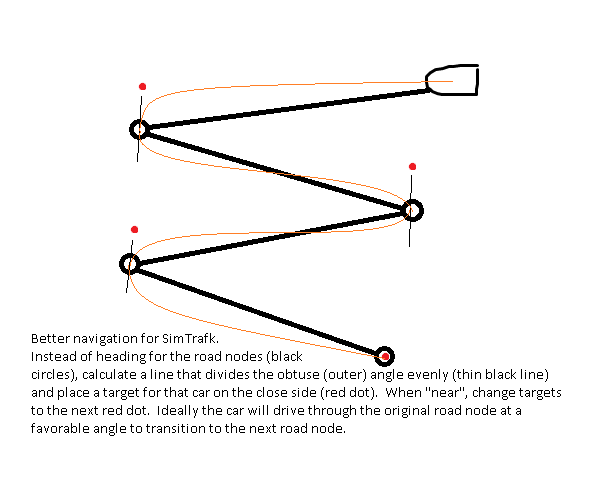 Better navigation for SimTrafk.
Instead of heading for the road nodes (black
circles), calculate a line that divides the obtuse (outer) angle evenly (thin black line)
and place a target for that car on the close side (red dot).  When "near", change targets
to the next red dot.  Ideally the car will drive through the original road node at a
favorable angle to transition to the next road node.